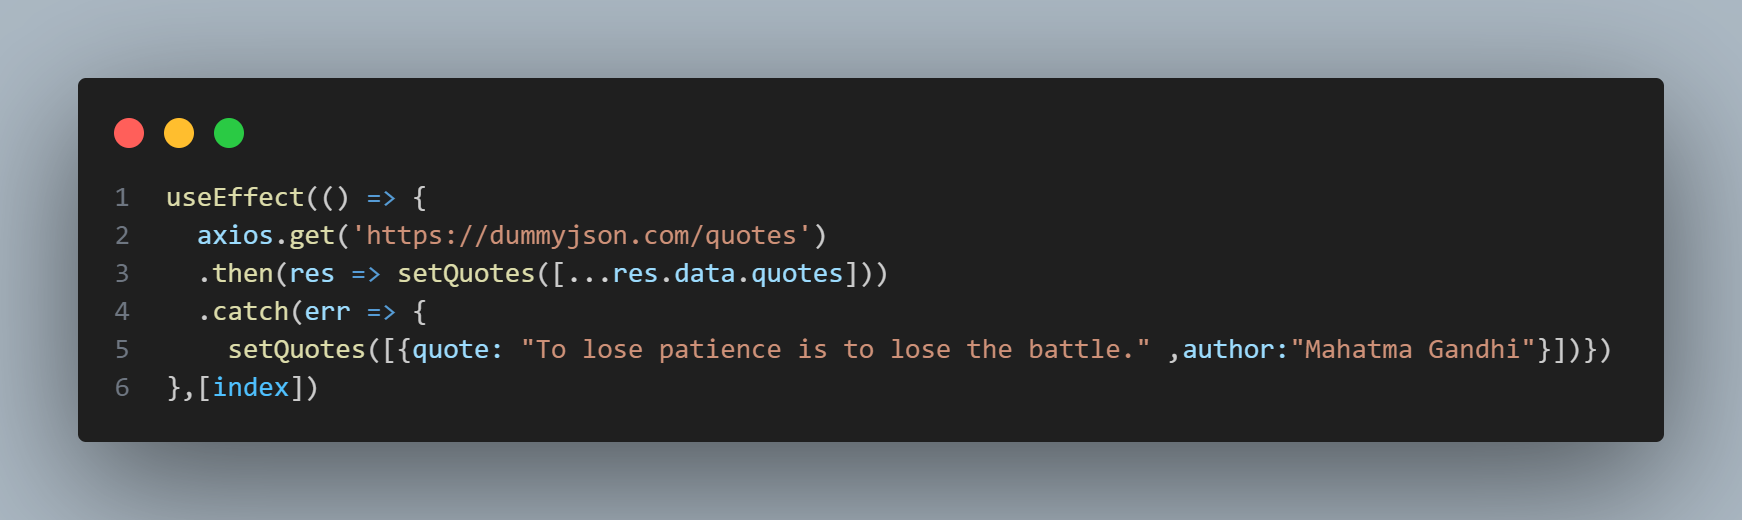 1 useEffect(() => {
2   axios.get('https://dummyjson.com/quotes')
3   .then(res => setQuotes([...res.data.quotes]))
4   .catch(err => {
5     setQuotes([{quote: "To lose patience is to lose the battle." ,author:"Mahatma Gandhi"}])})
6 },[index])